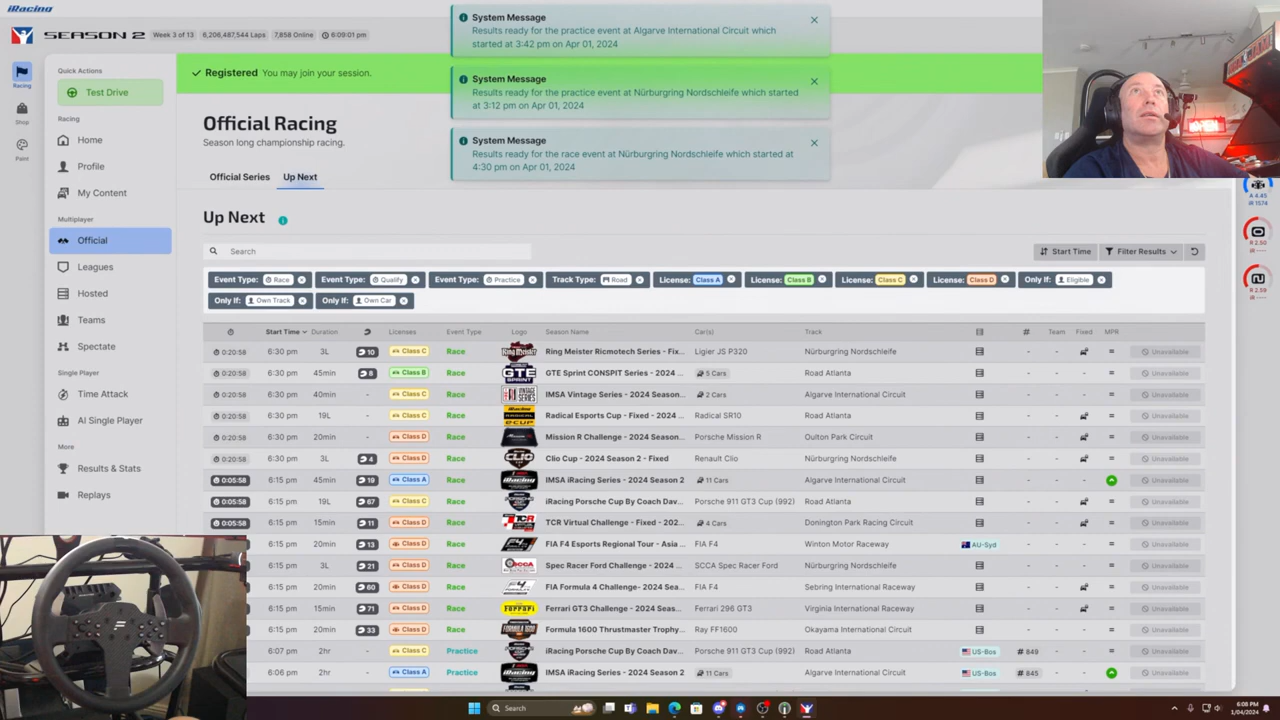 iRacing
SEASON 2
Week 3 of 13
6,206,487,544 Laps
7,858 Online
6:09:01 pm
Racing
Shop
Paint
Quick Actions
Test Drive
Racing
Home
Profile
My Content
Multiplayer
Official
Leagues
Hosted
Teams
Spectate
Single Player
Time Attack
AI Single Player
More
Results & Stats
Replays
System Message
Results ready for the practice event at Algarve International Circuit which
started at 3:42 pm on Apr 01, 2024
System Message
Results ready for the practice event at Nürburgring Nordschleife which started
at 3:12 pm on Apr 01, 2024
System Message
Results ready for the race event at Nürburgring Nordschleife which started at
4:30 pm on Apr 01, 2024
Registered You may join your session.
Official Racing
Season long championship racing.
Official Series Up Next
Up Next
Search
Start Time Filter Results
Event Type: Race Event Type: Qualify Event Type: Practice Track Type: Road License: Class A License: Class B License: Class C License: Class D Only If: Eligible
Only If: Own Track Only If: Own Car
Start Time Duration Licenses Event Type Logo Season Name Car(s) Track # Team Fixed MPR
0:20:58 6:30 pm 3L 10 Class C Race Ring Meister Ricmotech Series - Fix... Ligier JS P320 Nürburgring Nordschleife - - = Unavailable
0:20:58 6:30 pm 45min 8 Class B Race GTE Sprint CONSPIT Series - 2024 ... 5 Cars Road Atlanta - - - = Unavailable
0:20:58 6:30 pm 40min - Class C Race IMSA Vintage Series - 2024 Season... 2 Cars Algarve International Circuit - - - = Unavailable
0:20:58 6:30 pm 19L - Class C Race Radical Esports Cup - Fixed - 2024... Radical SR10 Road Atlanta - - = Unavailable
0:20:58 6:30 pm 20min - Class D Race Mission R Challenge - 2024 Season... Porsche Mission R Oulton Park Circuit - - = Unavailable
0:20:58 6:30 pm 3L 4 Class D Race Clio Cup - 2024 Season 2 - Fixed Renault Clio Nürburgring Nordschleife - - = Unavailable
0:05:58 6:15 pm 45min 19 Class A Race IMSA iRacing Series - 2024 Season 2 11 Cars Algarve International Circuit - - - Unavailable
0:05:58 6:15 pm 19L 67 Class C Race iRacing Porsche Cup By Coach Dav... Porsche 911 GT3 Cup (992) Road Atlanta - - = Unavailable
0:05:58 6:15 pm 15min 11 Class D Race TCR Virtual Challenge - Fixed - 202... 4 Cars Donington Park Racing Circuit - - = Unavailable
6:15 pm 20min 13 Class D Race FIA F4 Esports Regional Tour - Asia ... FIA F4 Winton Motor Raceway AU-Syd - - = Unavailable
6:15 pm 3L 21 Class D Race Spec Racer Ford Challenge - 2024 ... SCCA Spec Racer Ford Nürburgring Nordschleife - - = Unavailable
6:15 pm 20min 60 Class D Race FIA Formula 4 Challenge- 2024 Sea... FIA F4 Sebring International Raceway - - = Unavailable
6:15 pm 15min 71 Class D Race Ferrari GT3 Challenge - 2024 Seas... Ferrari 296 GT3 Virginia International Raceway - - = Unavailable
6:15 pm 20min 33 Class D Race Formula 1600 Thrustmaster Trophy... Ray FF1600 Okayama International Circuit - - - = Unavailable
6:07 pm 2hr - Class C Practice iRacing Porsche Cup By Coach Dav... Porsche 911 GT3 Cup (992) Road Atlanta US-Bos # 849 - = Unavailable
6:06 pm 2hr - Class A Practice IMSA iRacing Series - 2024 Season 2 11 Cars Algarve International Circuit US-Bos # 845 - - Unavailable
A 4.45
iR 1574
R 2.50
iR ----
R 2.59
iR ----
Search
6:08 PM
1/04/2024